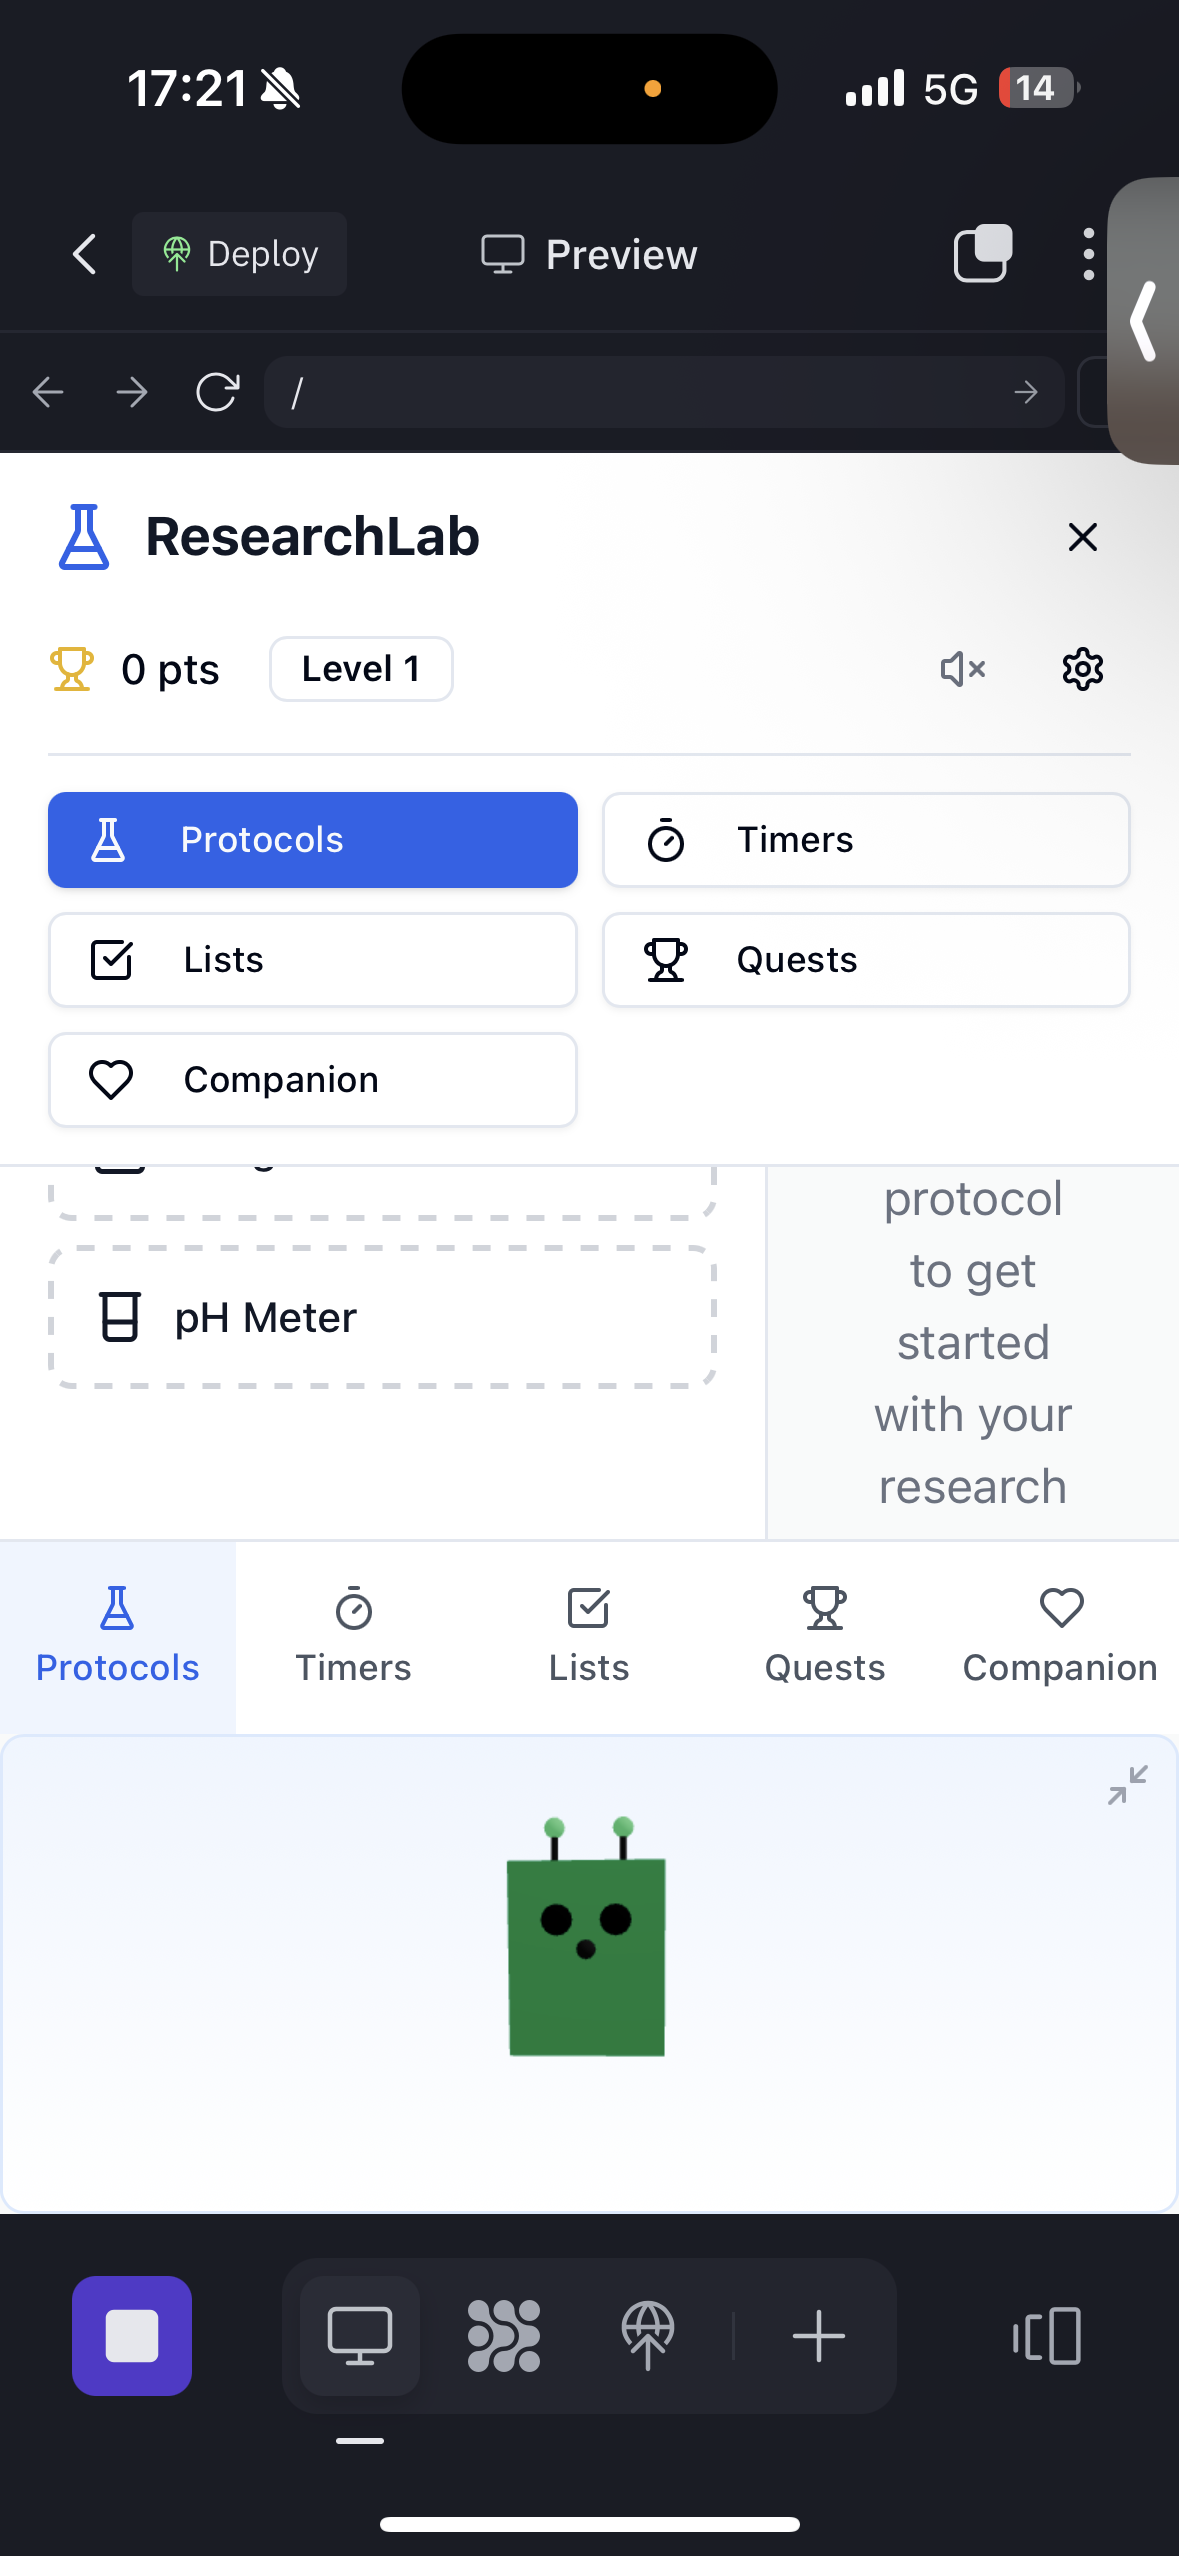 17:21
5G
14
Deploy
Preview
/
ResearchLab
0 pts
Level 1
Protocols
Timers
Lists
Quests
Companion
pH Meter
protocol
to get
started
with your
research
Protocols
Timers
Lists
Quests
Companion